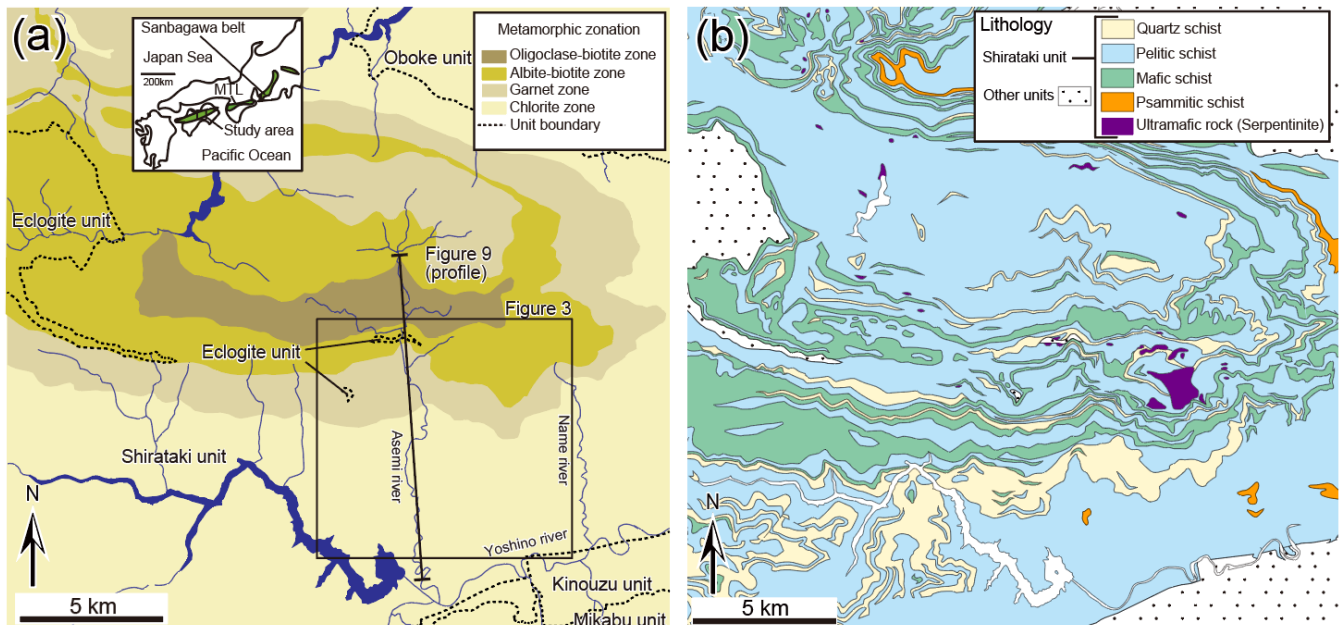 (a)
Sanbagawa belt
Japan Sea
200km
MTL
Study area
Pacific Ocean
Oboke unit
Metamorphic zonation
Oligoclase-biotite zone
Albite-biotite zone
Garnet zone
Chlorite zone
Unit boundary
Eclogite unit
Figure 9
(profile)
Figure 3
Eclogite unit
Shirataki unit
Asemi river
Name river
Yoshino river
Kinouzu unit
Mikabu unit
N
5 km
(b)
Lithology
Shirataki unit
Other units
Quartz schist
Pelitic schist
Mafic schist
Psammitic schist
Ultramafic rock (Serpentinite)
N
5 km